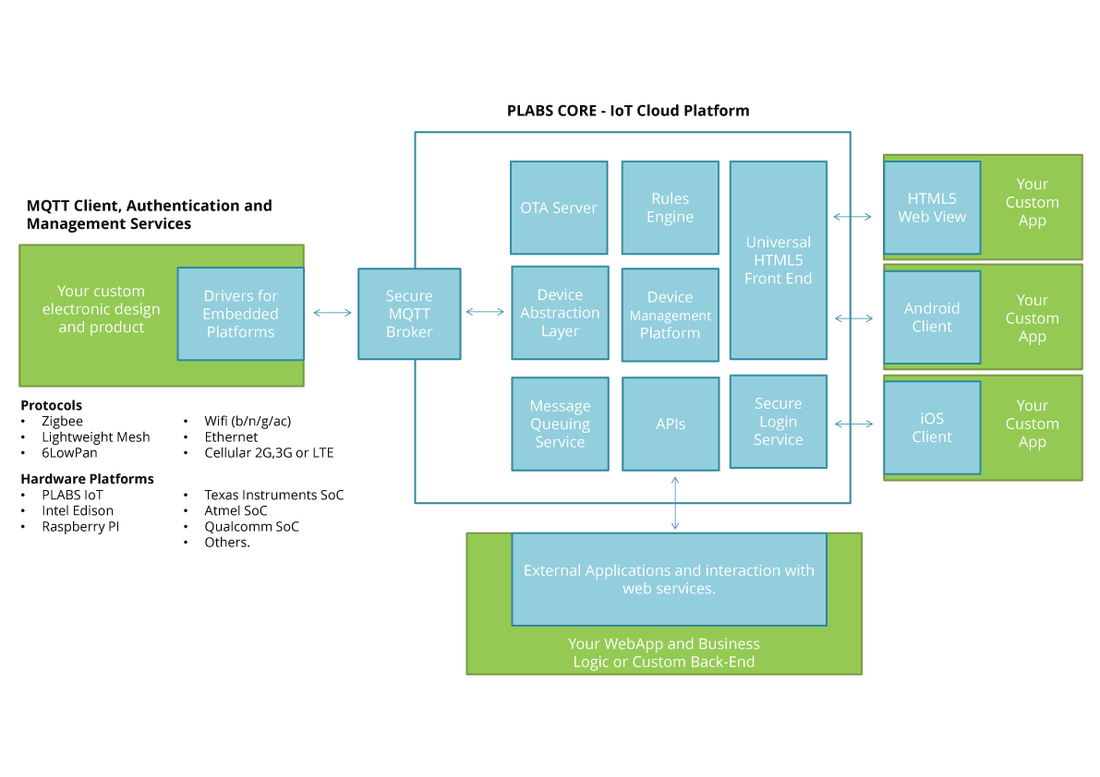 PLABS CORE - IoT Cloud Platform
MQTT Client, Authentication and
Management Services
Your custom
electronic design
and product
Drivers for
Embedded
Platforms
Secure
MQTT
Broker
OTA Server
Rules
Engine
Universal
HTML5
Front End
Device
Abstraction
Layer
Device
Management
Platform
Message
Queuing
Service
APIs
Secure
Login
Service
HTML5
Web View
Your
Custom
App
Android
Client
Your
Custom
App
iOS
Client
Your
Custom
App
Protocols
• Zigbee
• Lightweight Mesh
• 6LowPan
• Wifi (b/n/g/ac)
• Ethernet
• Cellular 2G,3G or LTE
Hardware Platforms
• PLABS IoT
• Intel Edison
• Raspberry PI
• Texas Instruments SoC
• Atmel SoC
• Qualcomm SoC
• Others.
External Applications and interaction with
web services.
Your WebApp and Business
Logic or Custom Back-End